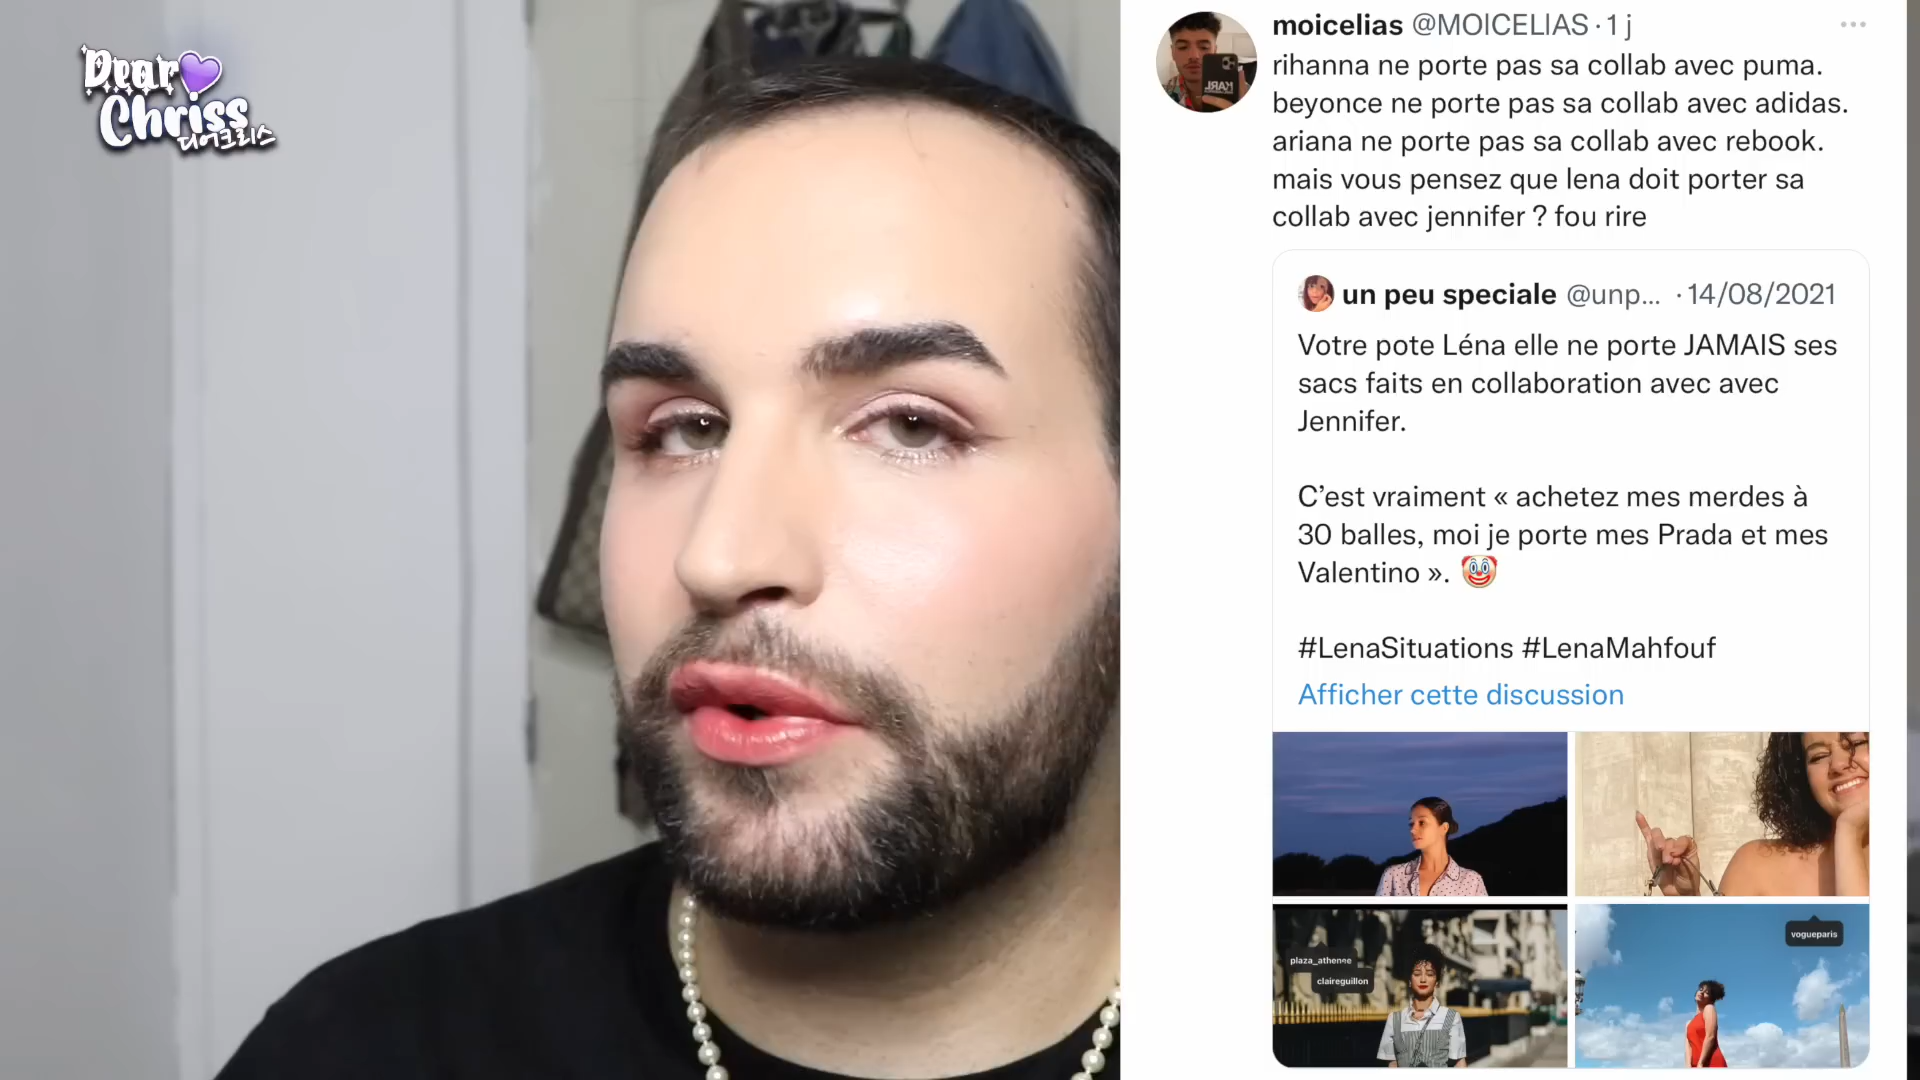 Dear
Chriss
디어크리스
moicelias @MOICELIAS · 1 j
rihanna ne porte pas sa collab avec puma.
beyonce ne porte pas sa collab avec adidas.
ariana ne porte pas sa collab avec rebook.
mais vous pensez que lena doit porter sa
collab avec jennifer ? fou rire
KARL
un peu speciale @unp... · 14/08/2021
Votre pote Léna elle ne porte JAMAIS ses
sacs faits en collaboration avec avec
Jennifer.
C’est vraiment « achetez mes merdes à
30 balles, moi je porte mes Prada et mes
Valentino ». 🤡
#LenaSituations #LenaMahfouf
Afficher cette discussion
plaza_athenee
claireguillon
vogueparis